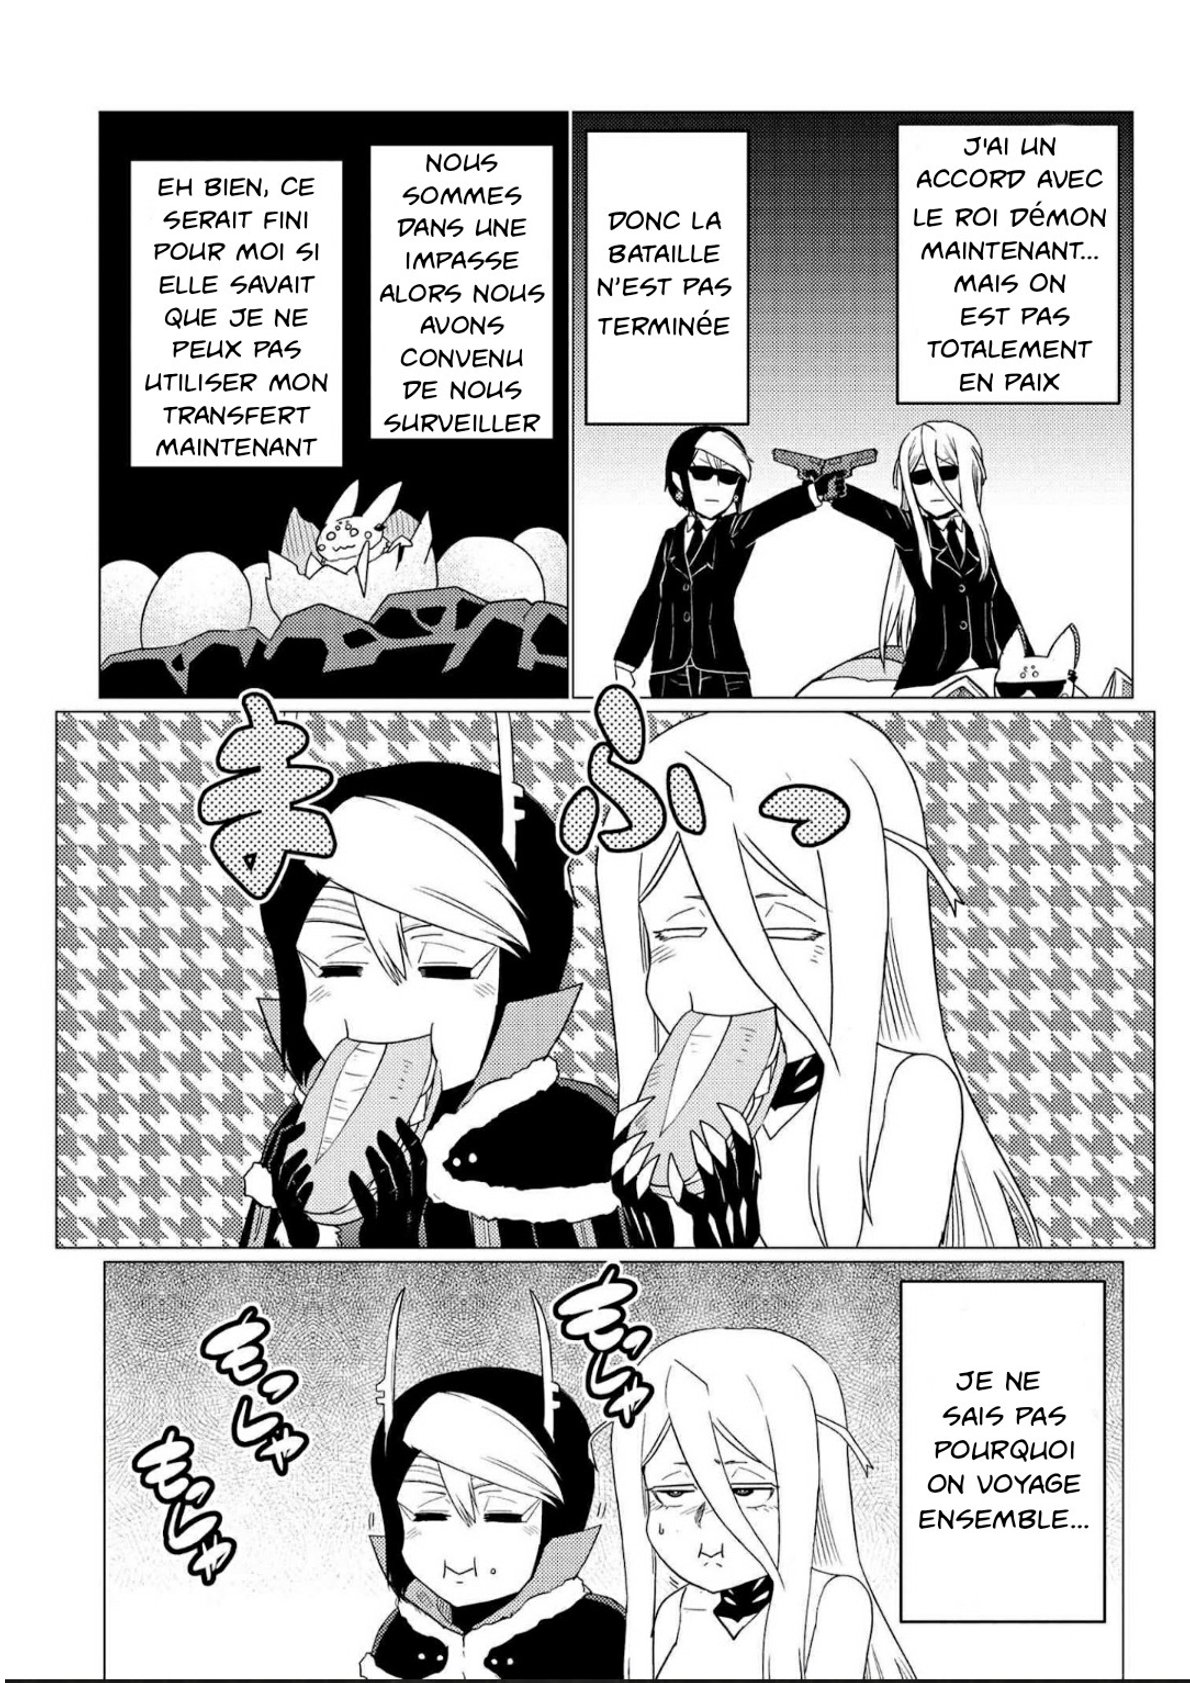 J'AI UN
ACCORD AVEC
LE ROI DÉMON
MAINTENANT...
MAIS ON
EST PAS
TOTALEMENT
EN PAIX
DONC LA
BATAILLE
N'EST PAS
TERMINÉE
NOUS
SOMMES
DANS UNE
IMPASSE
ALORS NOUS
AVONS
CONVENU
DE NOUS
SURVEILLER
EH BIEN, CE
SERAIT FINI
POUR MOI SI
ELLE SAVAIT
QUE JE NE
PEUX PAS
UTILISER MON
TRANSFERT
MAINTENANT
まふっ
JE NE
SAIS PAS
POURQUOI
ON VOYAGE
ENSEMBLE...
もっしゃ
もっしゃ
もっしゃ